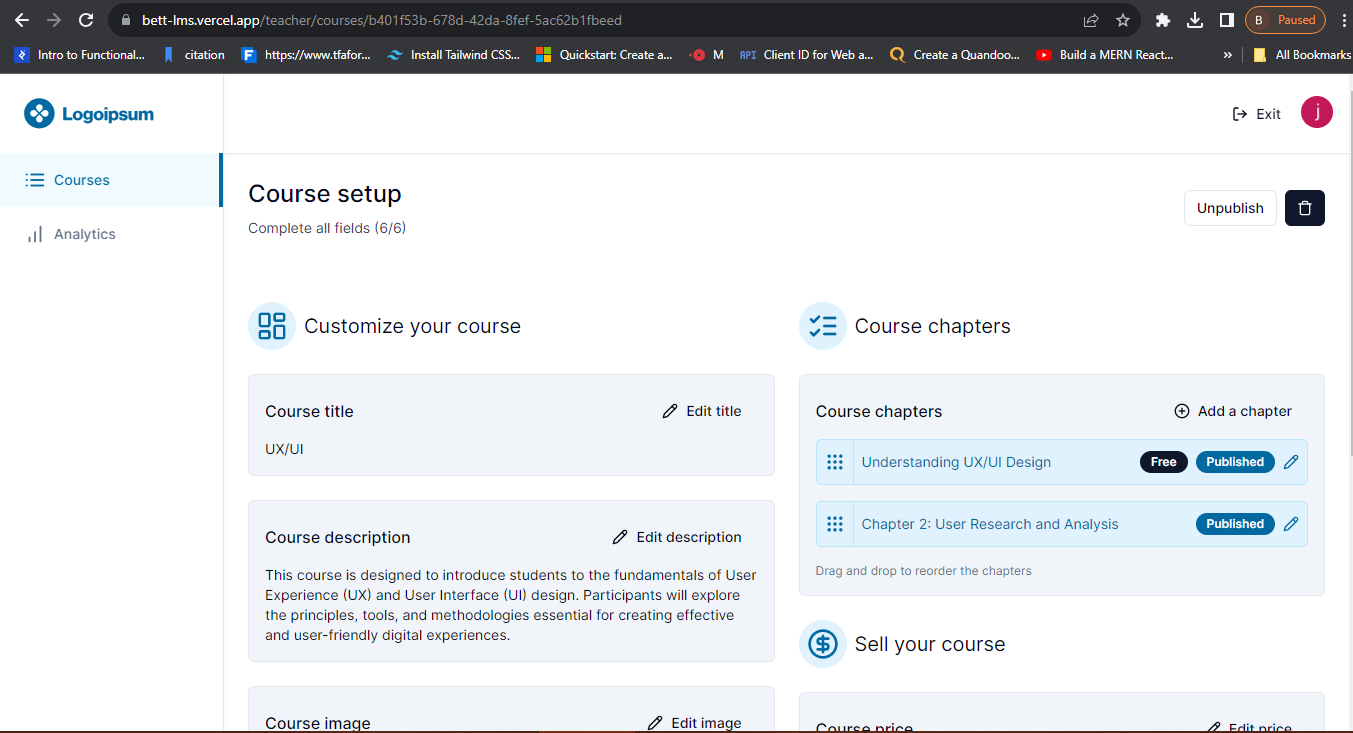 bett-lms.vercel.app/teacher/courses/b401f53b-678d-42da-8fef-5ac62b1fbeed
B Paused
Intro to Functional...
citation
F https://www.tfafor...
Install Tailwind CSS...
Quickstart: Create a...
M
API Client ID for Web a...
Create a Quandoo...
Build a MERN React...
»
All Bookmarks
Logoipsum
Exit
j
Courses
Analytics
Course setup
Complete all fields (6/6)
Unpublish
Customize your course
Course title
Edit title
UX/UI
Course description
Edit description
This course is designed to introduce students to the fundamentals of User
Experience (UX) and User Interface (UI) design. Participants will explore
the principles, tools, and methodologies essential for creating effective
and user-friendly digital experiences.
Course image
Edit image
Course chapters
Course chapters
Add a chapter
Understanding UX/UI Design
Free
Published
Chapter 2: User Research and Analysis
Published
Drag and drop to reorder the chapters
Sell your course
Course price
Edit price